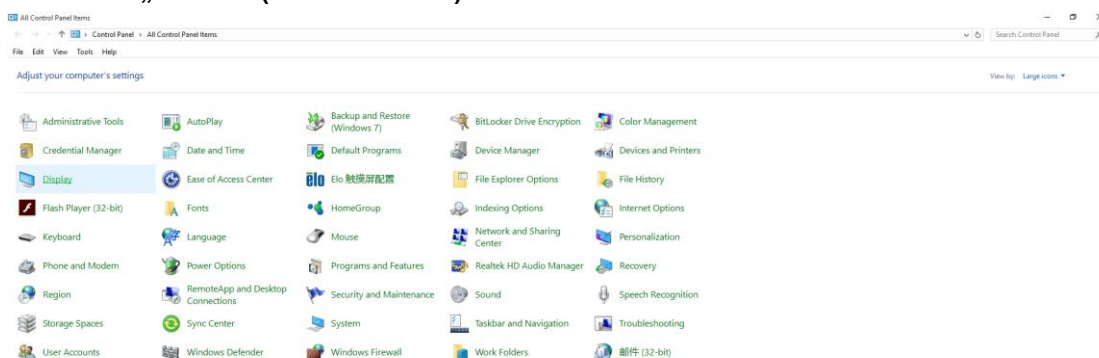 „
(
)
All Control Panel Items
Control Panel › All Control Panel Items
Search Control Panel
File Edit View Tools Help
Adjust your computer's settings
View by: Large icons
Administrative Tools
AutoPlay
Backup and Restore
(Windows 7)
BitLocker Drive Encryption
Color Management
Credential Manager
Date and Time
Default Programs
Device Manager
Devices and Printers
Display
Ease of Access Center
elo Elo 触摸屏配置
File Explorer Options
File History
Flash Player (32-bit)
Fonts
HomeGroup
Indexing Options
Internet Options
Keyboard
Language
Mouse
Network and Sharing
Center
Personalization
Phone and Modem
Power Options
Programs and Features
Realtek HD Audio Manager
Recovery
Region
RemoteApp and Desktop
Connections
Security and Maintenance
Sound
Speech Recognition
Storage Spaces
Sync Center
System
Taskbar and Navigation
Troubleshooting
User Accounts
Windows Defender
Windows Firewall
Work Folders
邮件 (32-bit)